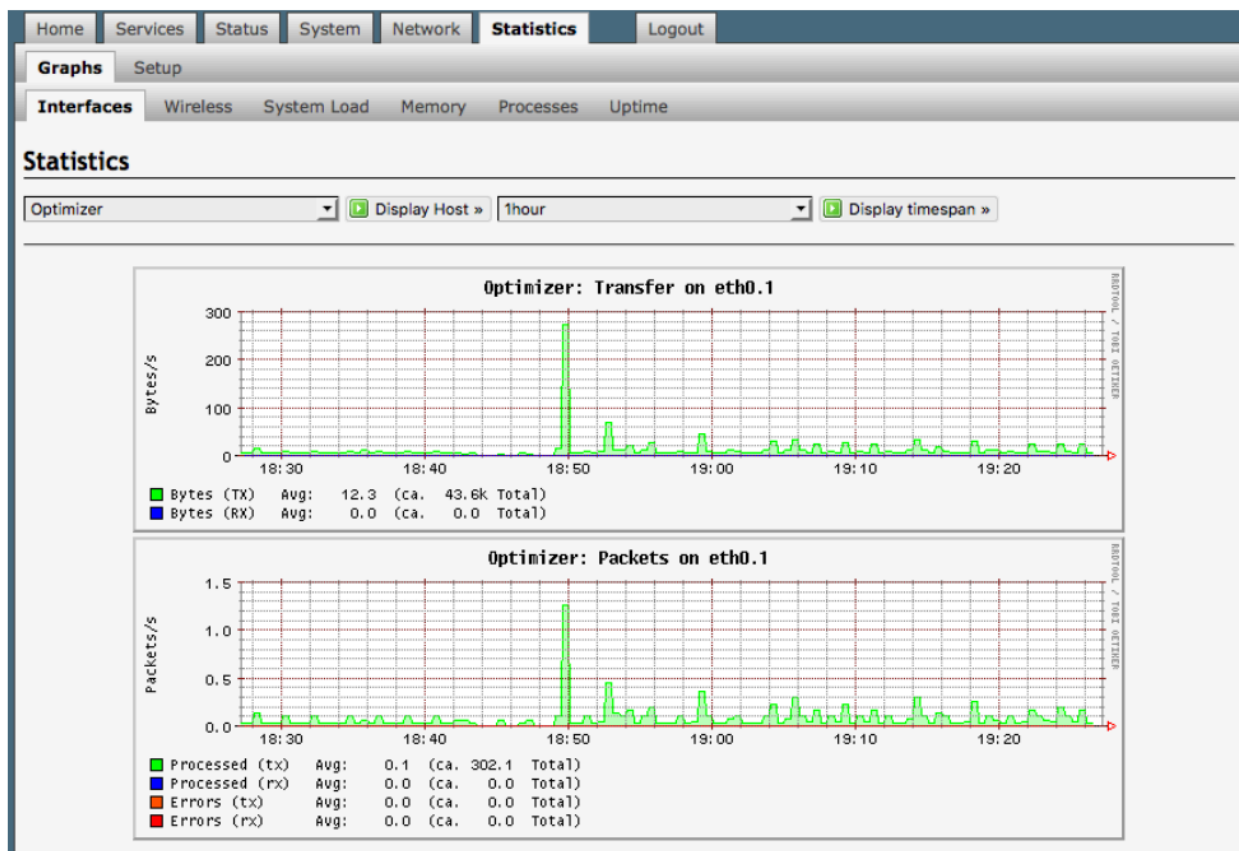 Home Services Status System Network Statistics Logout
Graphs Setup
Interfaces Wireless System Load Memory Processes Uptime
Statistics
Optimizer Display Host » 1hour Display timespan »
Optimizer: Transfer on eth0.1
RRDTOOL / TOBI OETIKER
Bytes/s
300
200
100
0
18:30 18:40 18:50 19:00 19:10 19:20
Bytes (TX) Avg: 12.3 (ca. 43.6k Total)
Bytes (RX) Avg: 0.0 (ca. 0.0 Total)
Optimizer: Packets on eth0.1
RRDTOOL / TOBI OETIKER
Packets/s
1.5
1.0
0.5
0.0
18:30 18:40 18:50 19:00 19:10 19:20
Processed (tx) Avg: 0.1 (ca. 302.1 Total)
Processed (rx) Avg: 0.0 (ca. 0.0 Total)
Errors (tx) Avg: 0.0 (ca. 0.0 Total)
Errors (rx) Avg: 0.0 (ca. 0.0 Total)